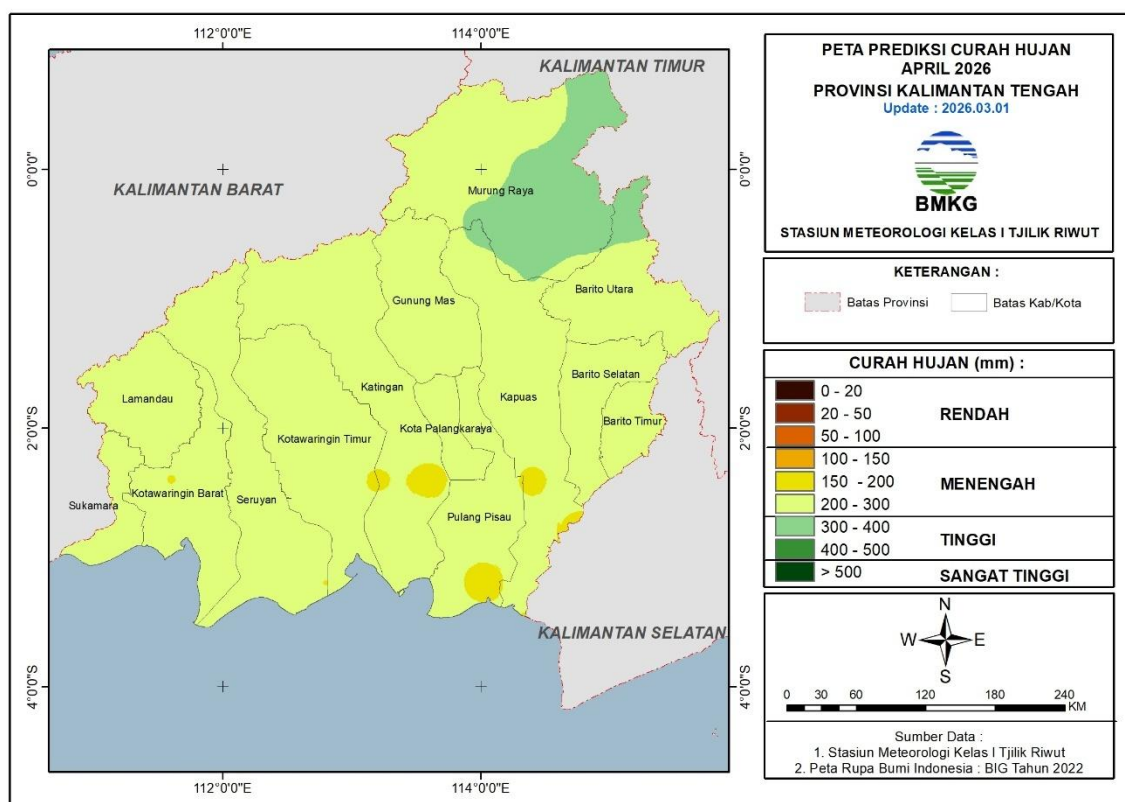 PETA PREDIKSI CURAH HUJAN
APRIL 2026
PROVINSI KALIMANTAN TENGAH
Update : 2026.03.01
BMKG
STASIUN METEOROLOGI KELAS I TJILIK RIWUT
KETERANGAN :
Batas Provinsi
Batas Kab/Kota
CURAH HUJAN (mm) :
0 - 20
20 - 50
50 - 100
RENDAH
100 - 150
150 - 200
200 - 300
MENENGAH
300 - 400
400 - 500
TINGGI
> 500
SANGAT TINGGI
N
W
E
S
0 30 60 120 180 240
KM
Sumber Data :
1. Stasiun Meteorologi Kelas I Tjilik Riwut
2. Peta Rupa Bumi Indonesia : BIG Tahun 2022
112°0'0"E
114°0'0"E
KALIMANTAN TIMUR
0°0'0"
0°0'0"
KALIMANTAN BARAT
Murung Raya
Barito Utara
Gunung Mas
Barito Selatan
Katingan
Kapuas
Lamandau
Barito Timur
2°0'0"S
2°0'0"S
Kota Palangkaraya
Kotawaringin Timur
Kotawaringin Barat
Seruyan
Sukamara
Pulang Pisau
KALIMANTAN SELATAN
4°0'0"S
4°0'0"S
112°0'0"E
114°0'0"E